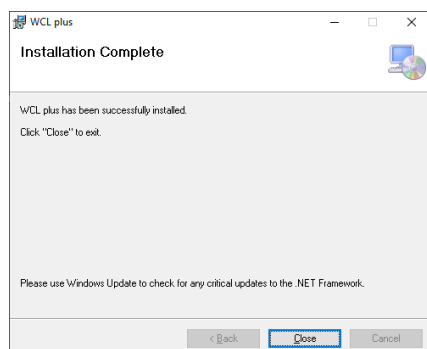 WCL plus
Installation Complete
WCL plus has been successfully installed.
Click "Close" to exit.
Please use Windows Update to check for any critical updates to the .NET Framework.
< Back
Close
Cancel